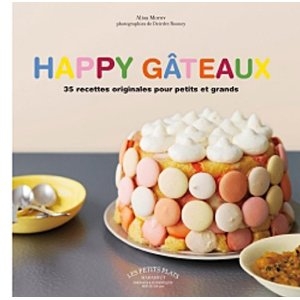 Alisa Morov
photographies de Deirdre Rooney
HAPPY GÂTEAUX
35 recettes originales pour petits et grands
LES PETITS PLATS
MARABOUT